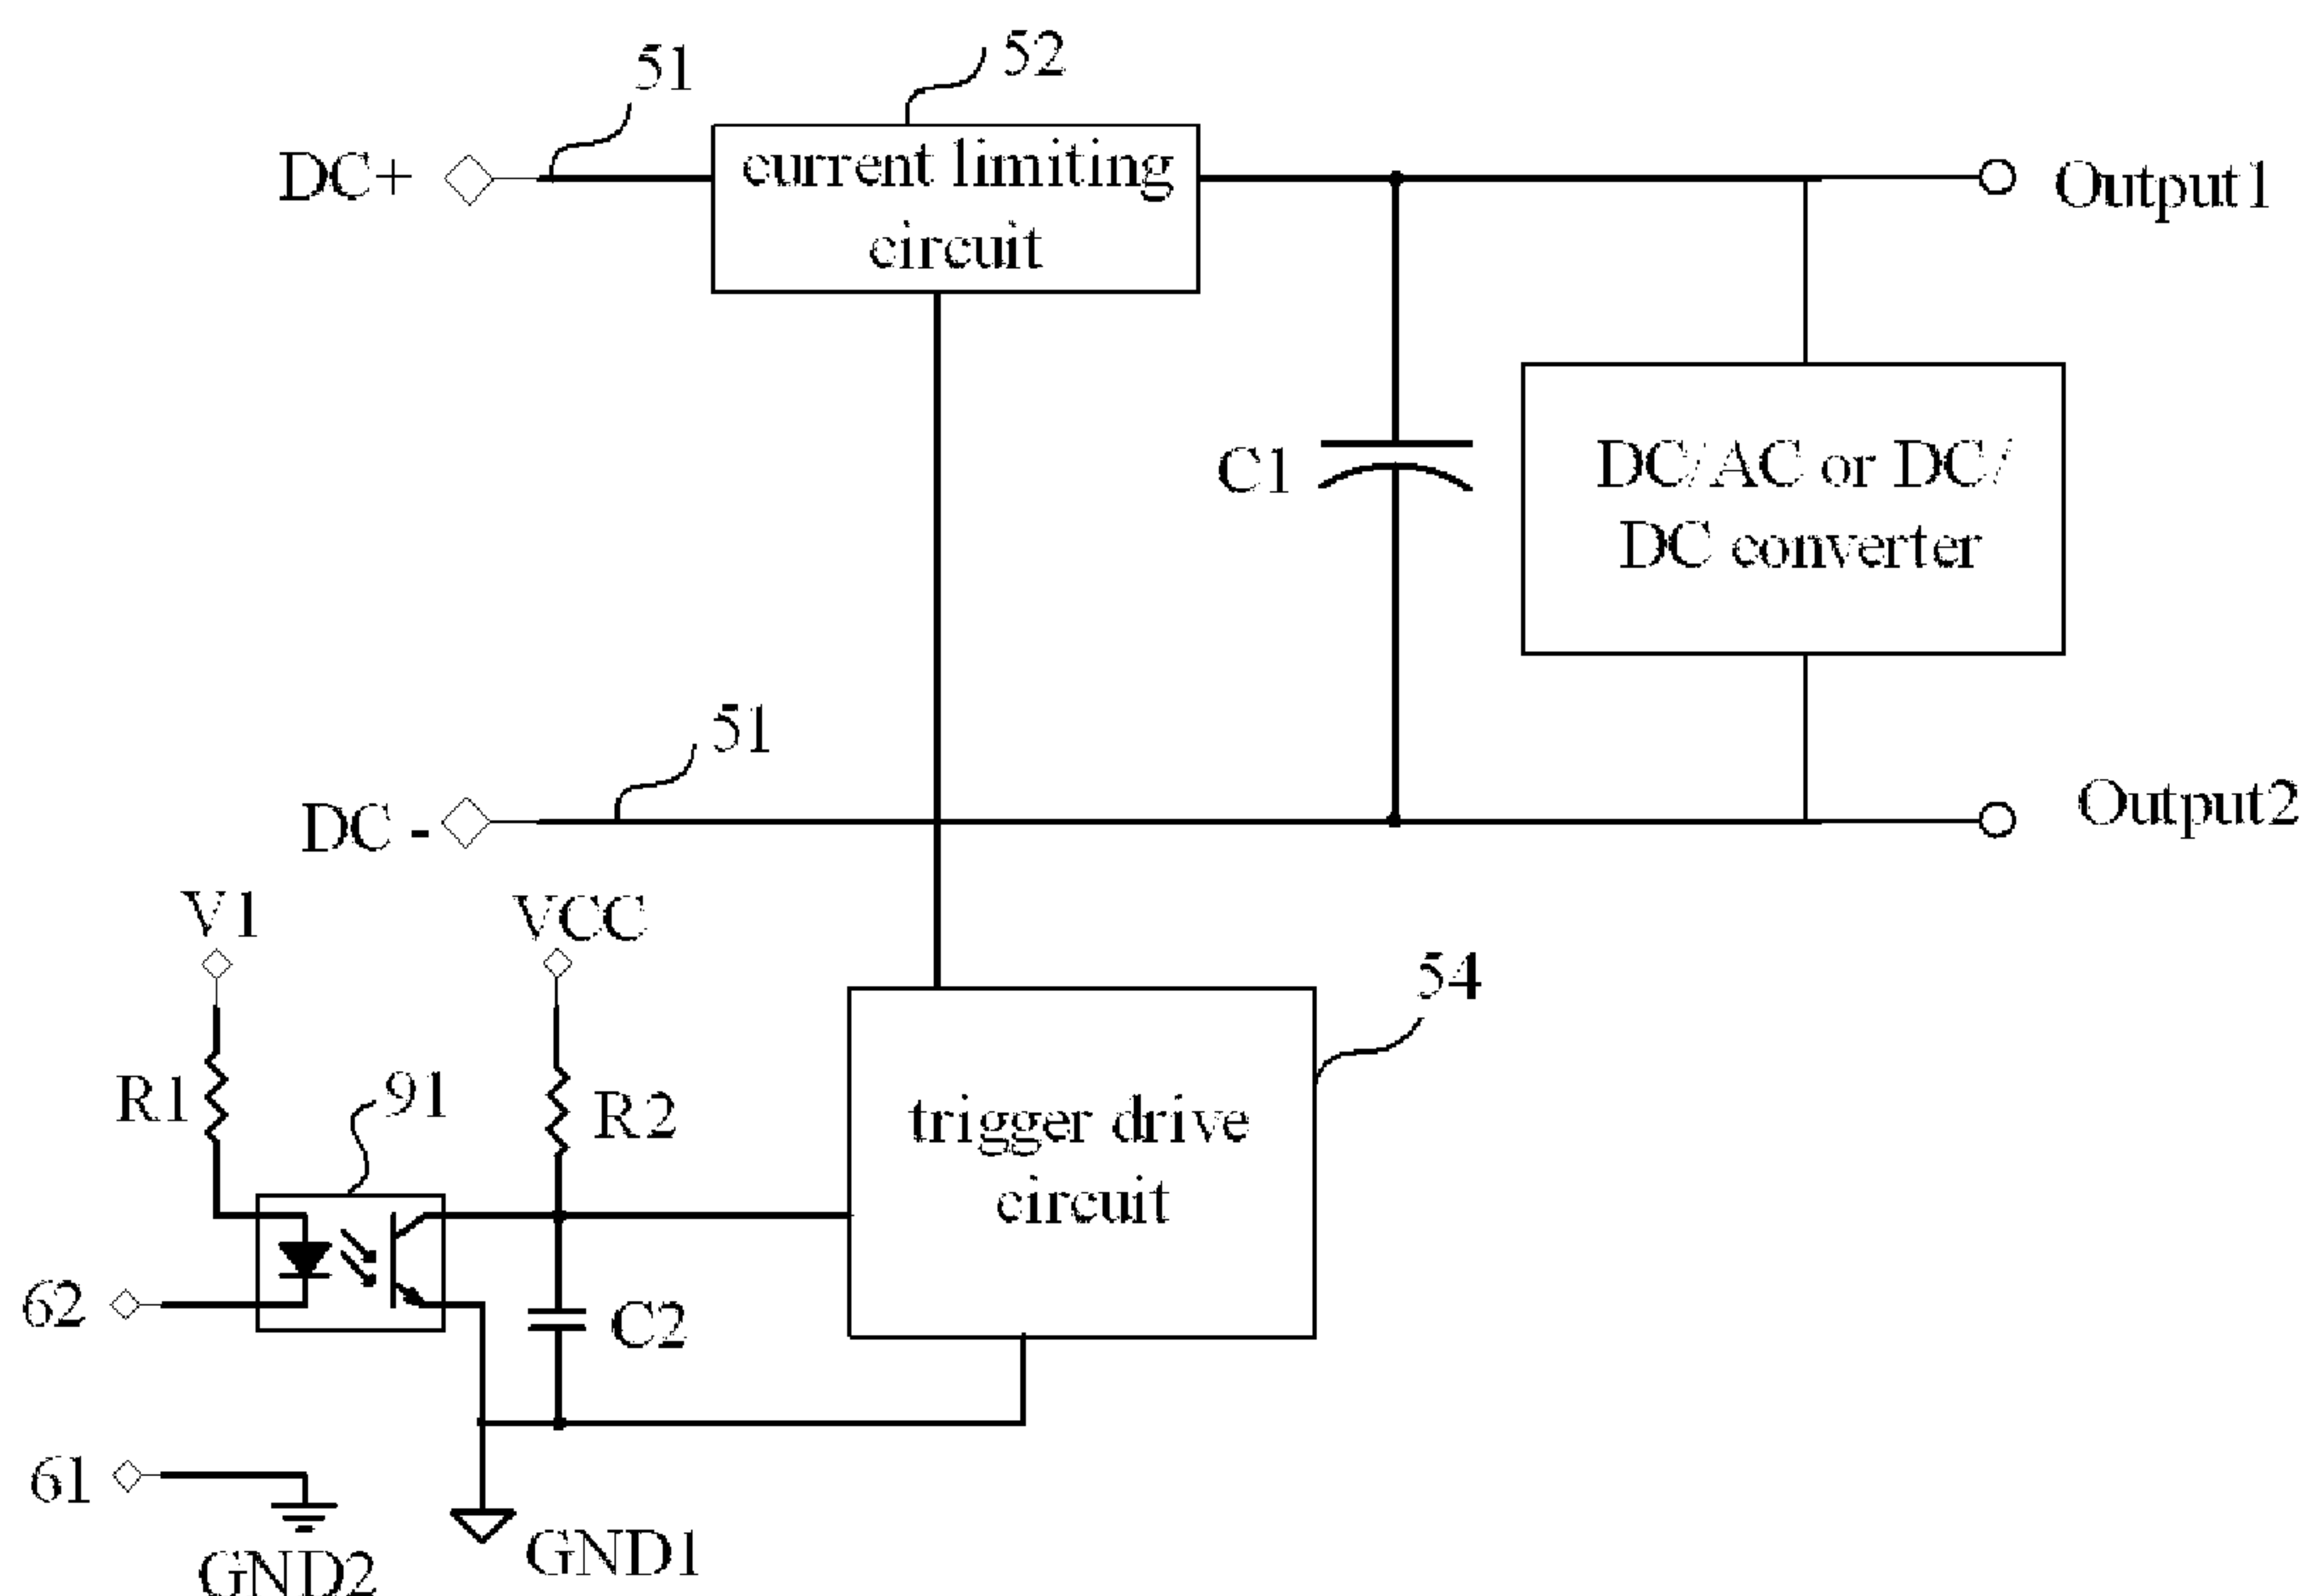 52
51
DC+
current limiting
circuit
Output1
C1
DC/AC or DC/
DC converter
51
DC -
Output2
V1
VCC
54
R1
91
R2
trigger drive
circuit
62
C2
61
GND1
GND2